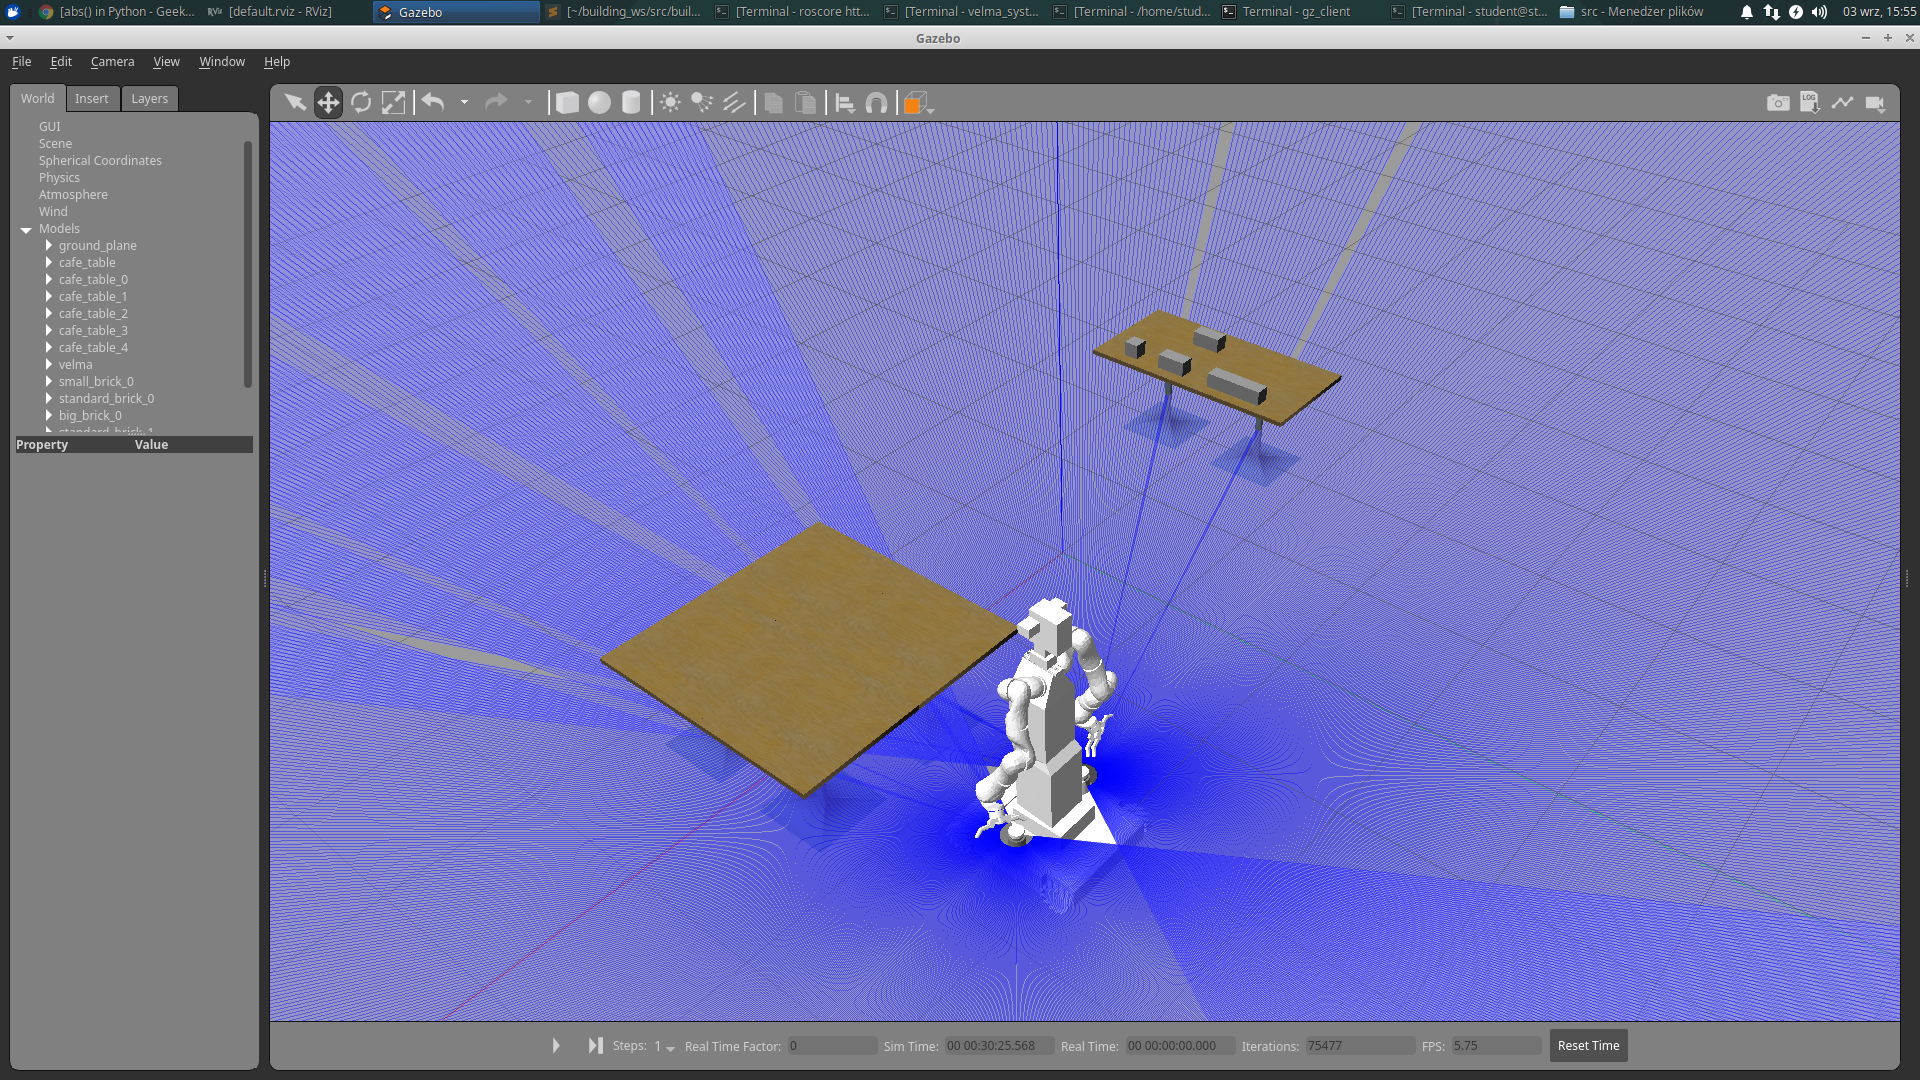 [abs() in Python - Geek... [default.rviz - RViz] Gazebo [~/building_ws/src/buil... [Terminal - roscore htt... [Terminal - velma_syst... [Terminal - /home/stud... Terminal - gz_client [Terminal - student@st... src - Menedżer plików 03 wrz, 15:55
Gazebo
File Edit Camera View Window Help
World Insert Layers
LOG
GUI
Scene
Spherical Coordinates
Physics
Atmosphere
Wind
Models
ground_plane
cafe_table
cafe_table_0
cafe_table_1
cafe_table_2
cafe_table_3
cafe_table_4
velma
small_brick_0
standard_brick_0
big_brick_0
standard_brick_1
Property Value
Steps: 1 Real Time Factor: 0 Sim Time: 00 00:30:25.568 Real Time: 00 00:00:00.000 Iterations: 75477 FPS: 5.75 Reset Time